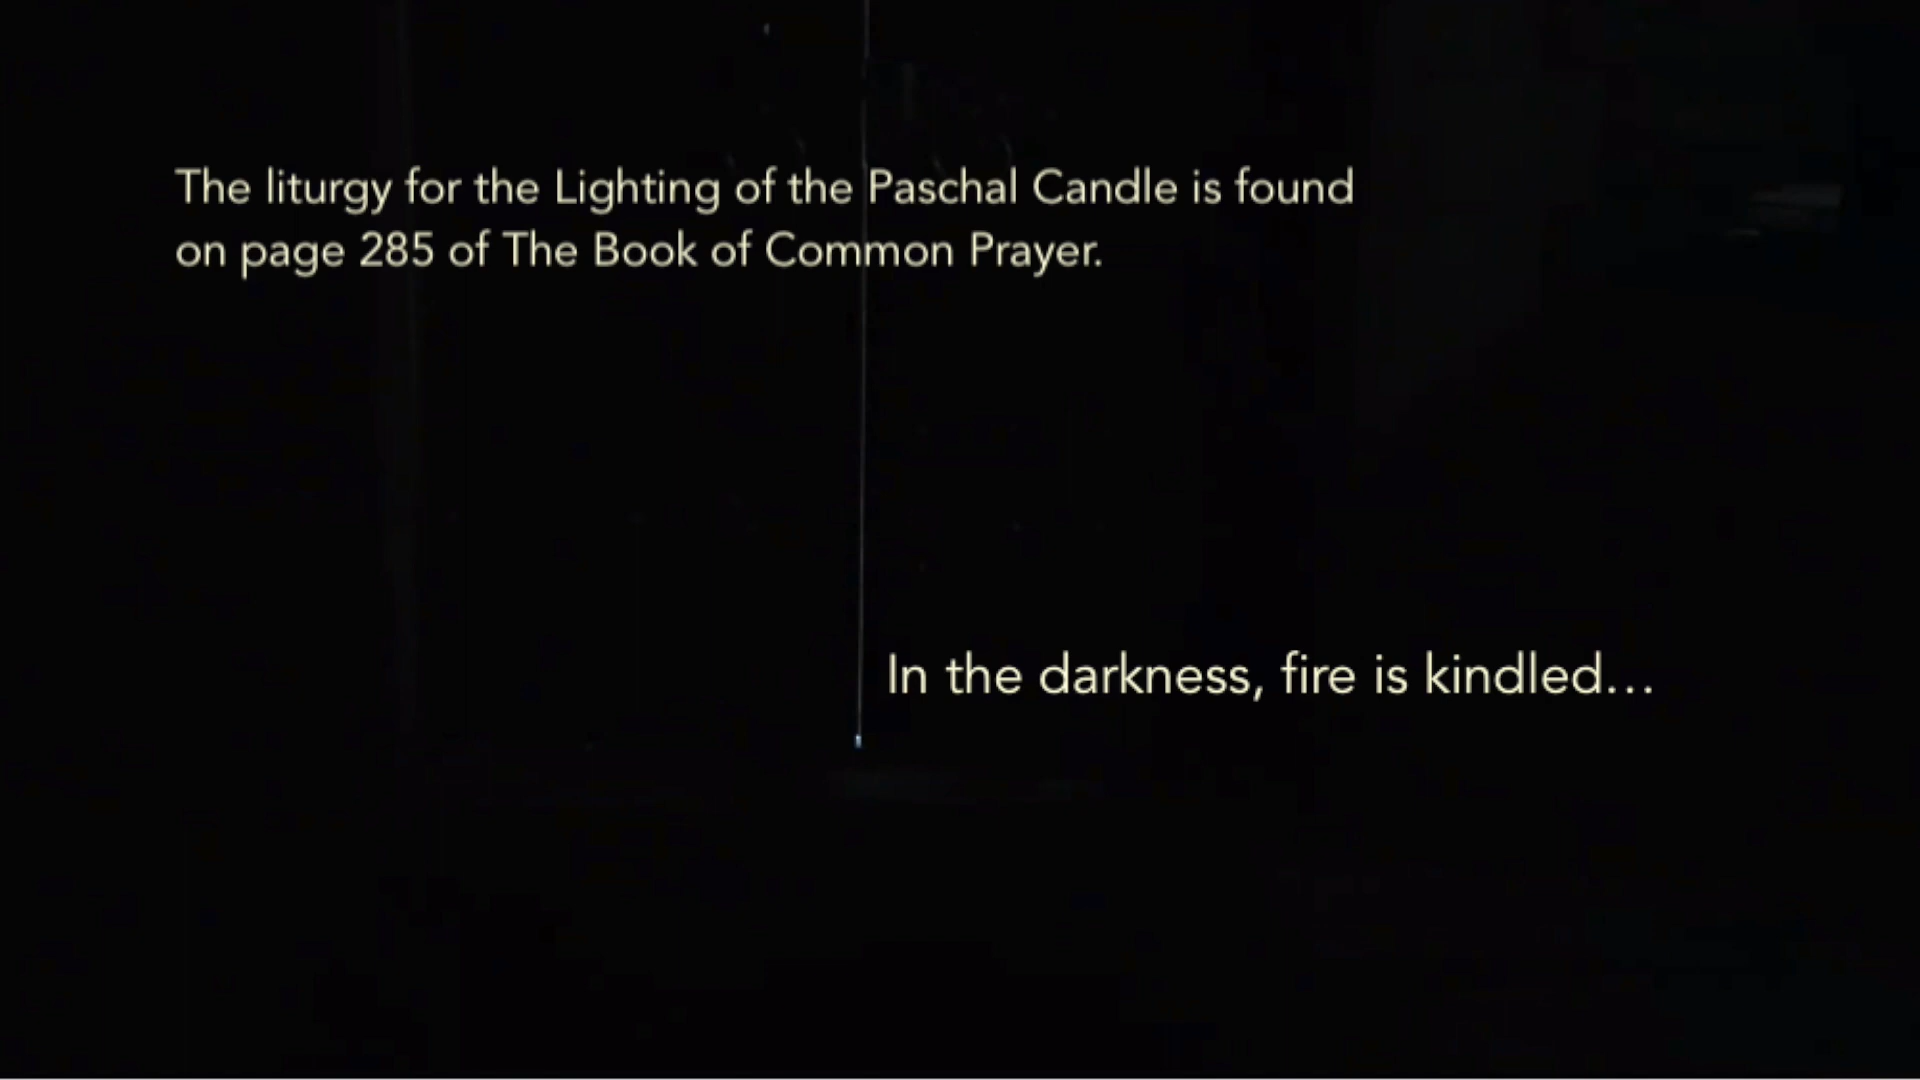 The liturgy for the Lighting of the Paschal Candle is found
on page 285 of The Book of Common Prayer.
In the darkness, fire is kindled…